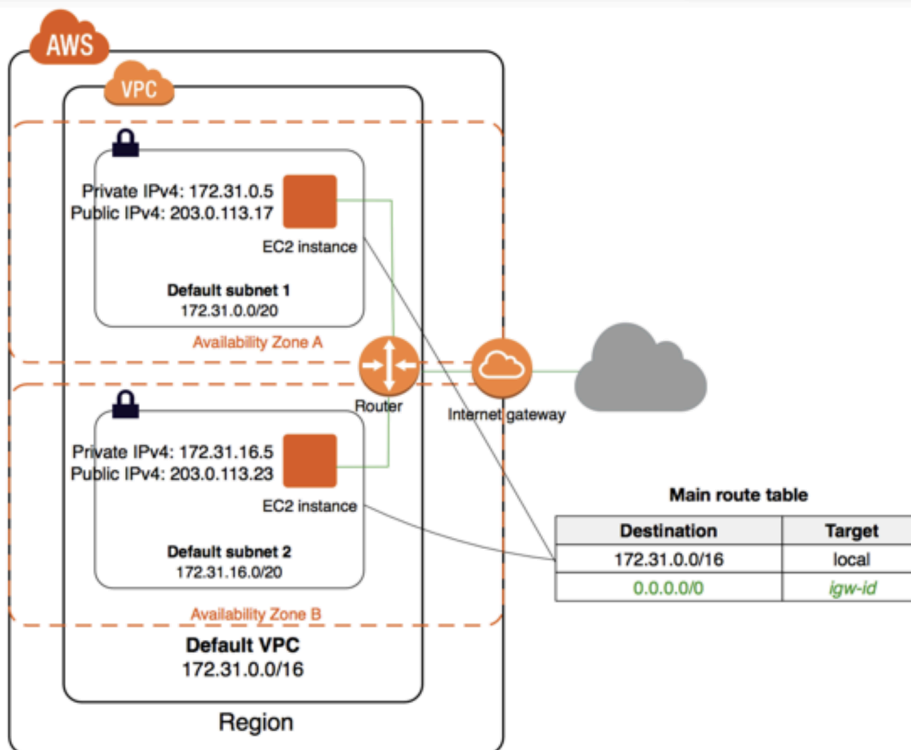 AWS
VPC
Private IPv4: 172.31.0.5
Public IPv4: 203.0.113.17
EC2 instance
Default subnet 1
172.31.0.0/20
Availability Zone A
Router
Internet gateway
Private IPv4: 172.31.16.5
Public IPv4: 203.0.113.23
EC2 instance
Default subnet 2
172.31.16.0/20
Availability Zone B
Default VPC
172.31.0.0/16
Region
Main route table
Destination Target
172.31.0.0/16 local
0.0.0.0/0 igw-id